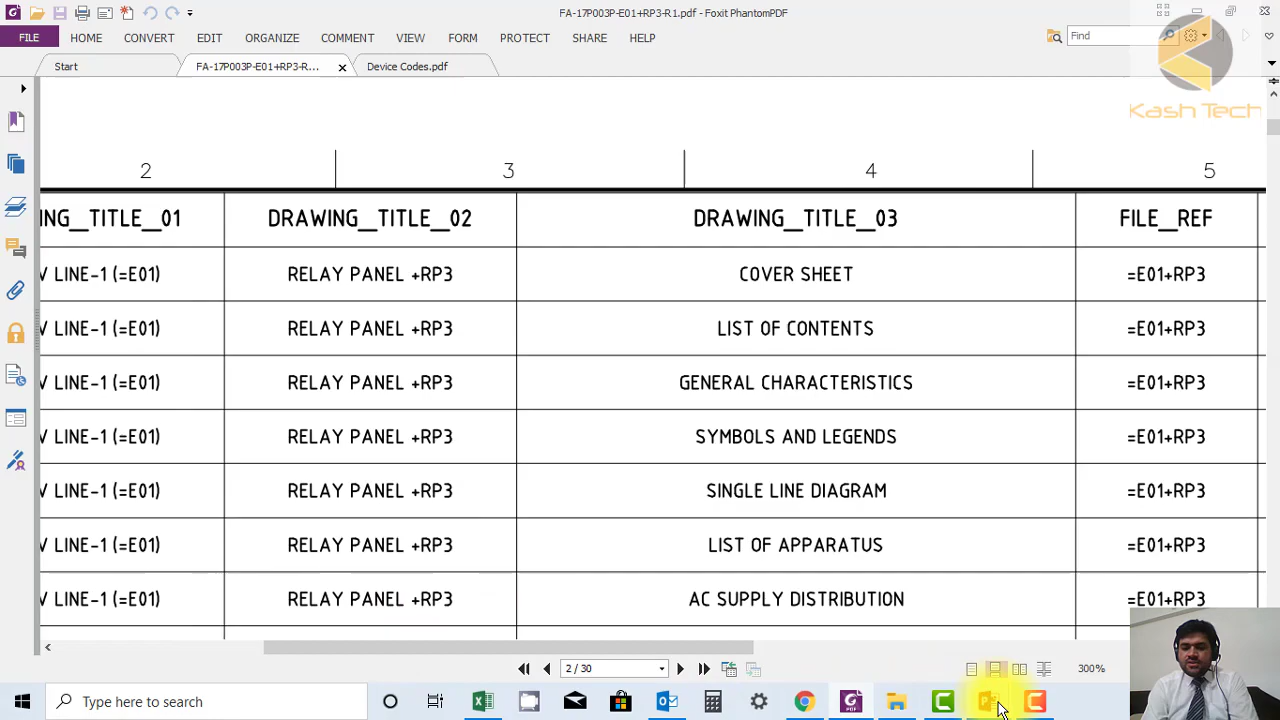 FA-17P003P-E01+RP3-R1.pdf - Foxit PhantomPDF
FILE HOME CONVERT EDIT ORGANIZE COMMENT VIEW FORM PROTECT SHARE HELP Find
Start FA-17P003P-E01+RP3-R... Device Codes.pdf
Kash Tech
2 3 4 5
ING_TITLE_01 DRAWING_TITLE_02 DRAWING_TITLE_03 FILE_REF
V LINE-1 (=E01) RELAY PANEL +RP3 COVER SHEET =E01+RP3
V LINE-1 (=E01) RELAY PANEL +RP3 LIST OF CONTENTS =E01+RP3
V LINE-1 (=E01) RELAY PANEL +RP3 GENERAL CHARACTERISTICS =E01+RP3
V LINE-1 (=E01) RELAY PANEL +RP3 SYMBOLS AND LEGENDS =E01+RP3
V LINE-1 (=E01) RELAY PANEL +RP3 SINGLE LINE DIAGRAM =E01+RP3
V LINE-1 (=E01) RELAY PANEL +RP3 LIST OF APPARATUS =E01+RP3
V LINE-1 (=E01) RELAY PANEL +RP3 AC SUPPLY DISTRIBUTION =E01+RP3
2 / 30 300%
Type here to search